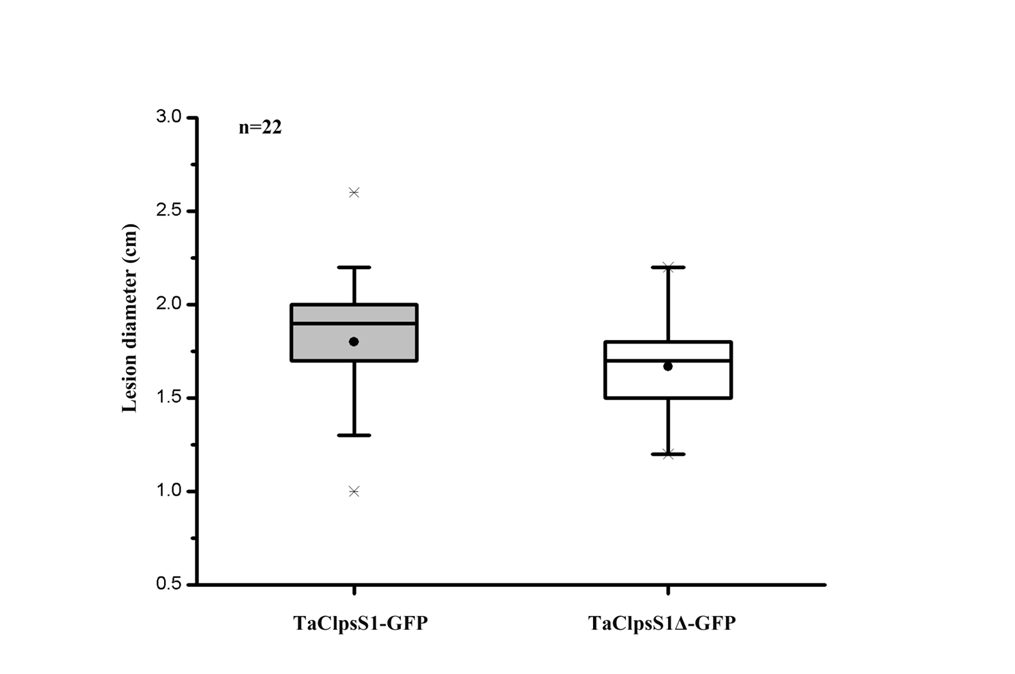 n=22
3.0
2.5
2.0
1.5
1.0
0.5
Lesion diameter (cm)
TaClpsS1-GFP
TaClpsS1Δ-GFP